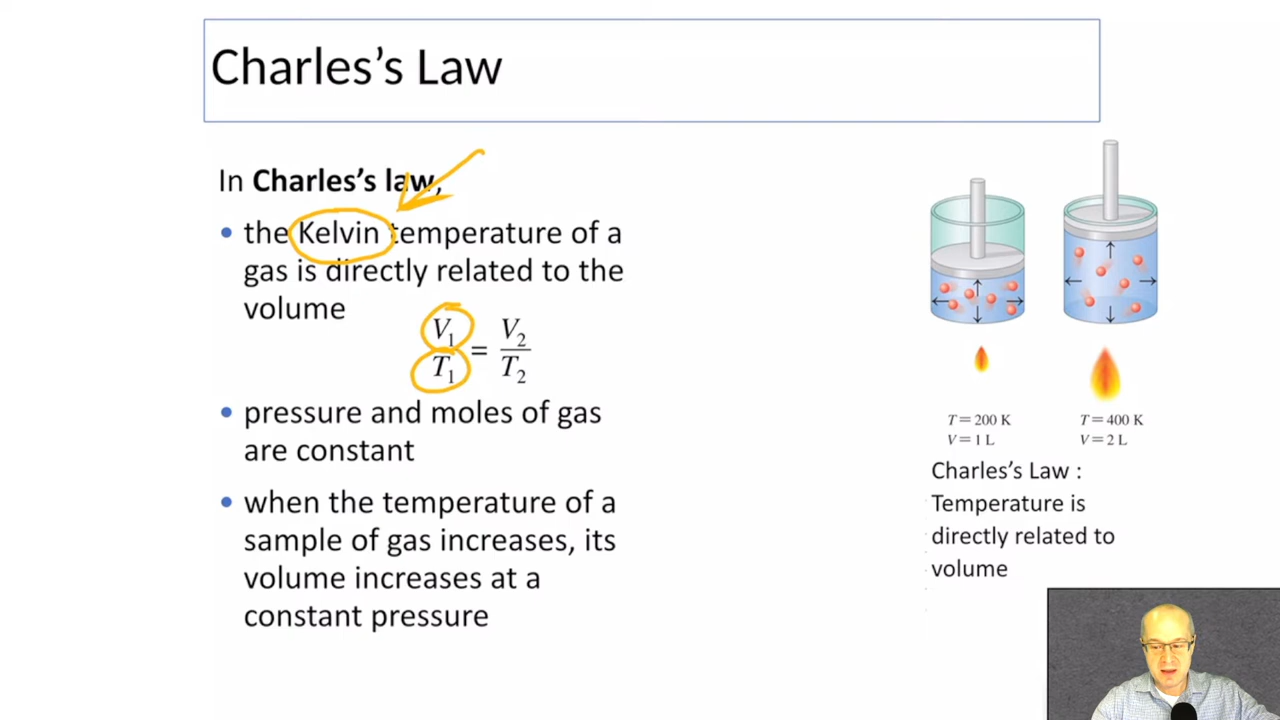 Charles's Law
In Charles's law,
• the Kelvin temperature of a
gas is directly related to the
volume
V₁/T₁ = V₂/T₂
• pressure and moles of gas
are constant
• when the temperature of a
sample of gas increases, its
volume increases at a
constant pressure
T = 200 K
V = 1 L
T = 400 K
V = 2 L
Charles's Law :
Temperature is
directly related to
volume